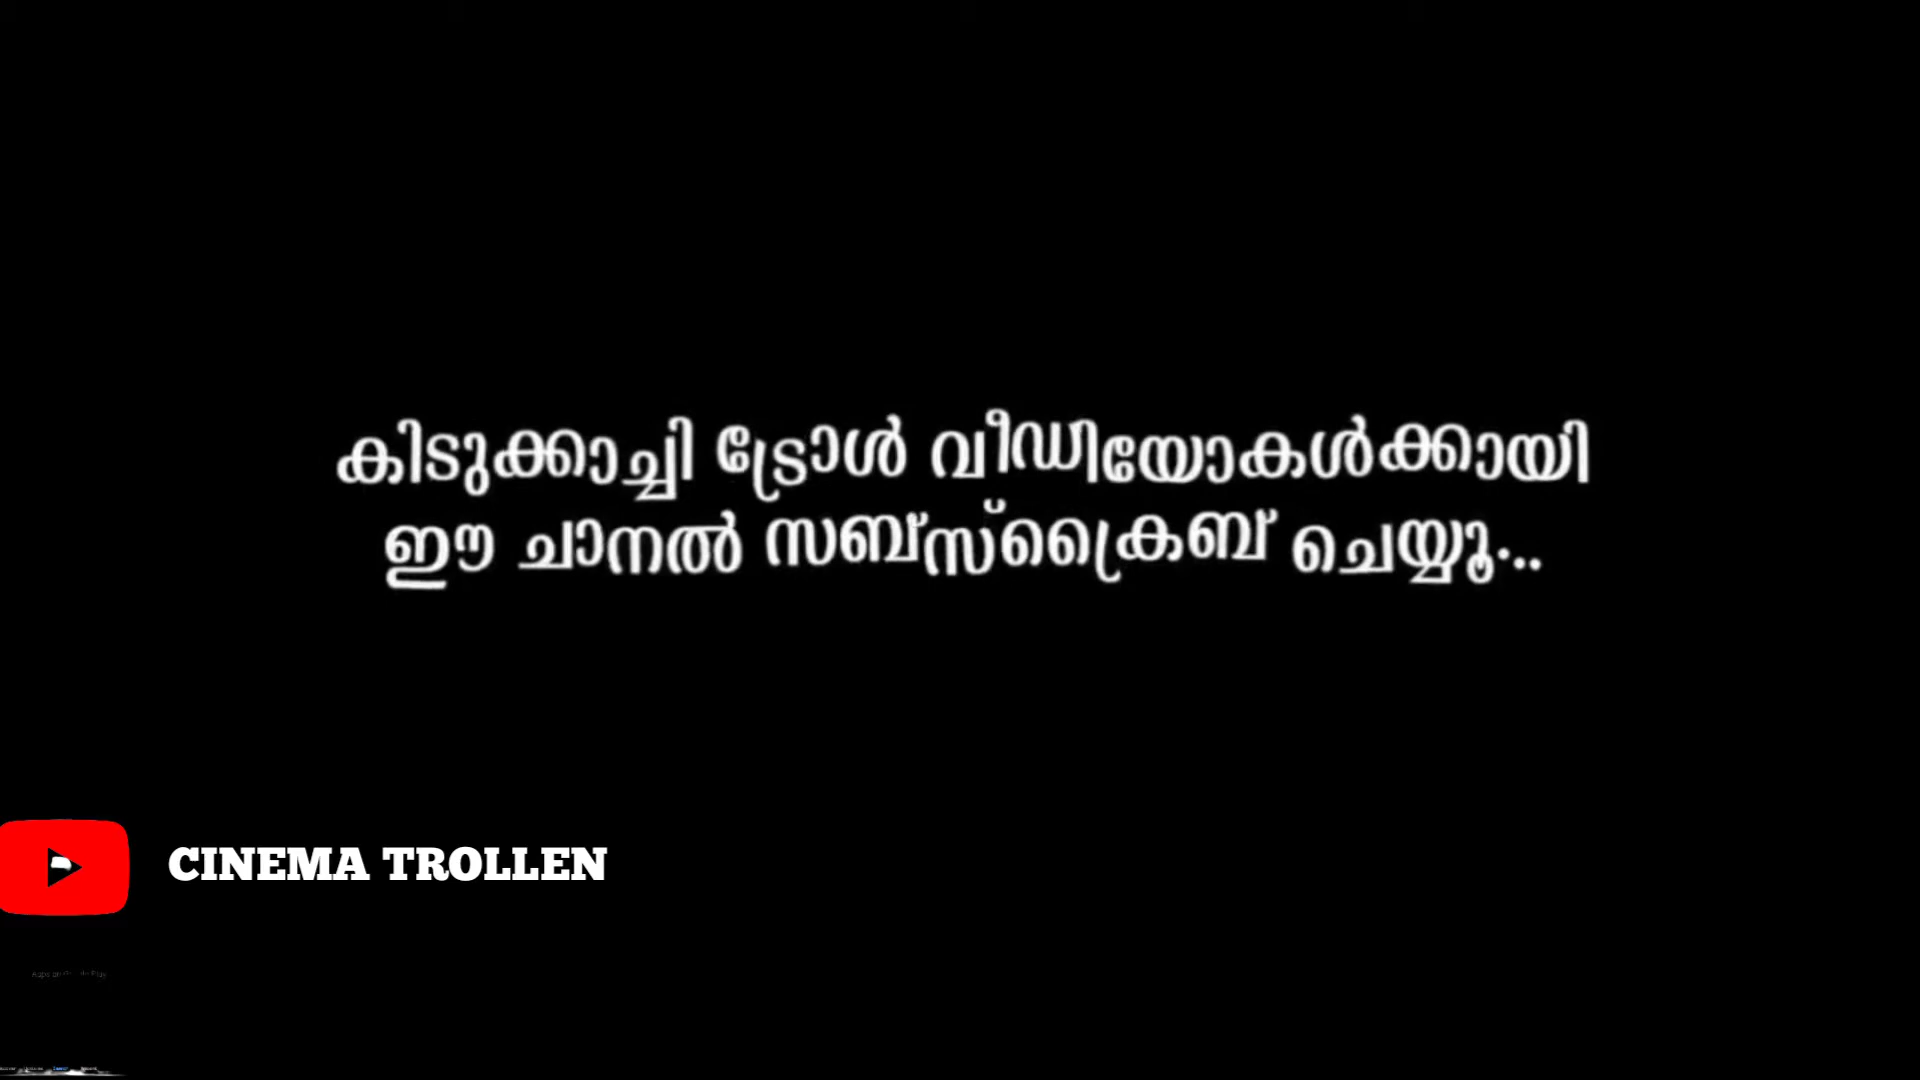 കിടുക്കാച്ചി ട്രോൾ വീഡിയോകൾക്കായി
ഈ ചാനൽ സബ്സ്ക്രൈബ് ചെയ്യൂ...
CINEMA TROLLEN